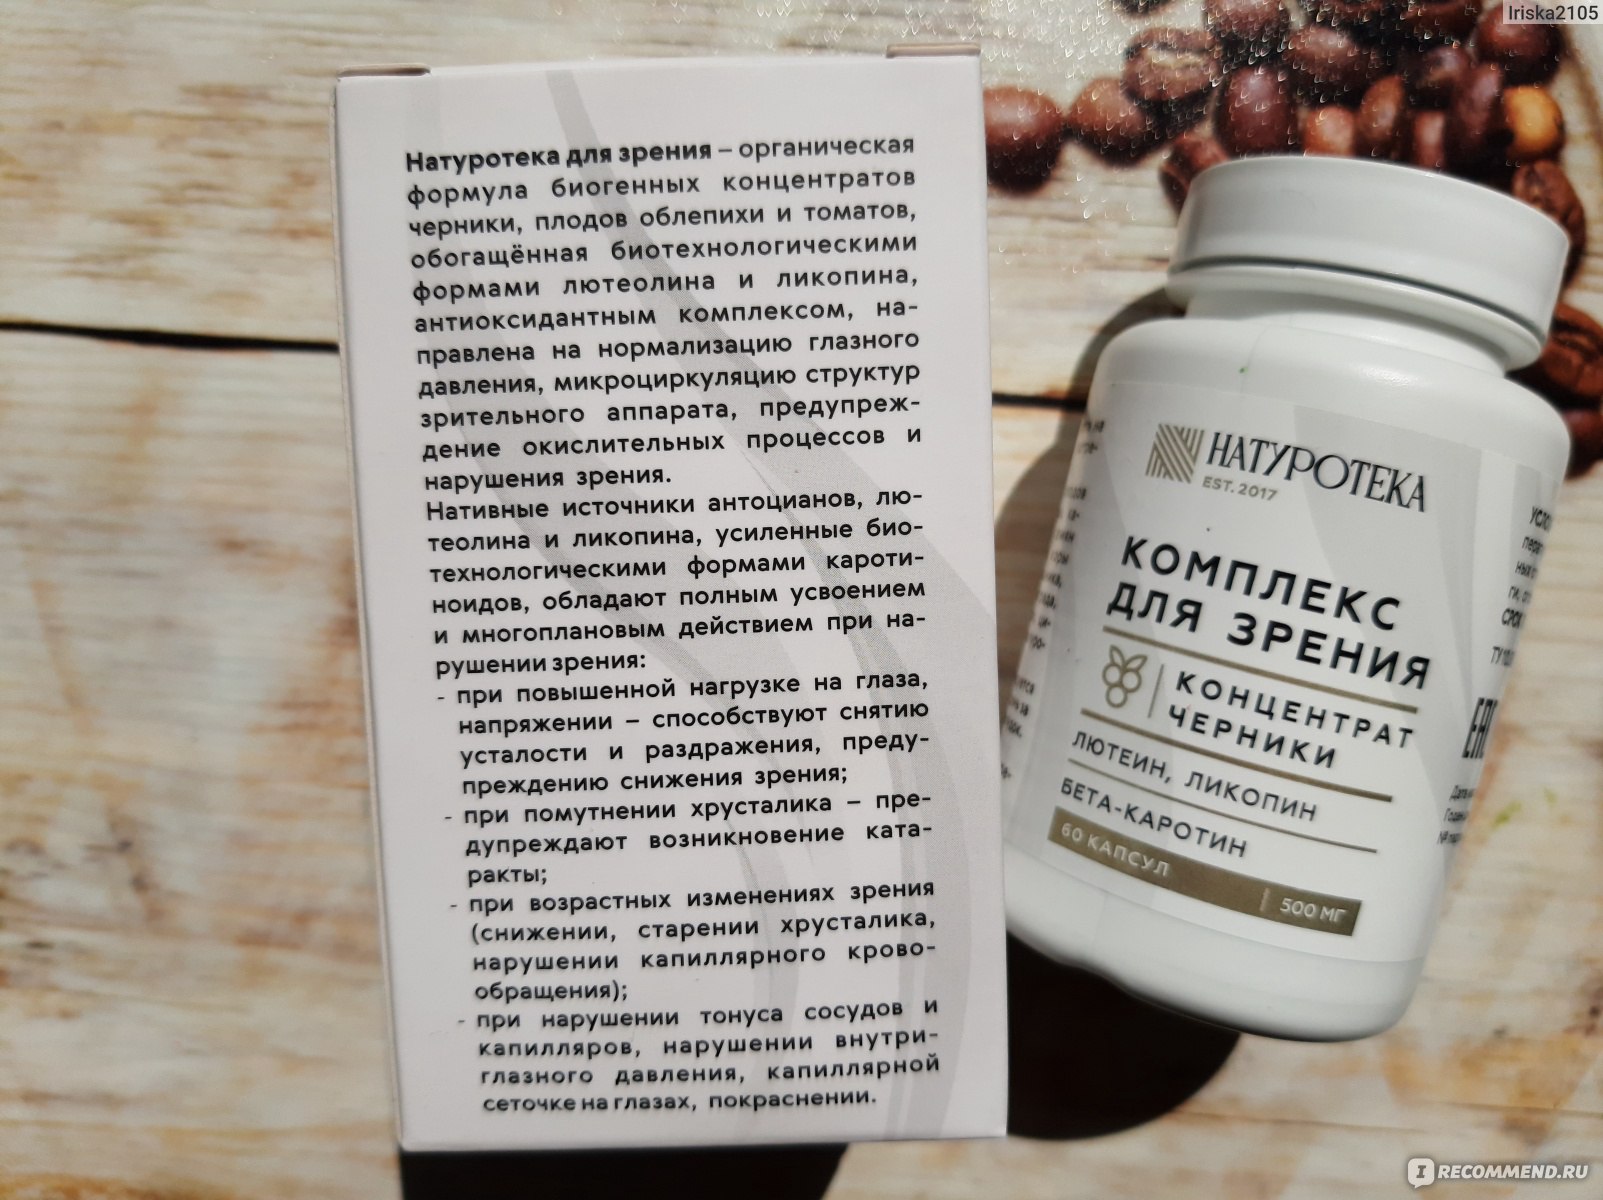 Iriska2105
Натуротека для зрения – органическая
формула биогенных концентратов
черники, плодов облепихи и томатов,
обогащённая биотехнологическими
формами лютеолина и ликопина,
антиоксидантным комплексом, на-
правлена на нормализацию глазного
давления, микроциркуляцию структур
зрительного аппарата, предупреж-
дение окислительных процессов и
нарушения зрения.
Нативные источники антоцианов, лю-
теолина и ликопина, усиленные био-
технологическими формами кароти-
ноидов, обладают полным усвоением
и многоплановым действием при на-
рушении зрения:
- при повышенной нагрузке на глаза,
напряжении – способствуют снятию
усталости и раздражения, преду-
преждению снижения зрения;
- при помутнении хрусталика – пре-
дупреждают возникновение ката-
ракты;
- при возрастных изменениях зрения
(снижении, старении хрусталика,
нарушении капиллярного крово-
обращения);
- при нарушении тонуса сосудов и
капилляров, нарушении внутри-
глазного давления, капиллярной
сеточке на глазах, покраснении.
НАТУРОТЕКА
EST. 2017
КОМПЛЕКС
ДЛЯ ЗРЕНИЯ
КОНЦЕНТРАТ
ЧЕРНИКИ
ЛЮТЕИН, ЛИКОПИН
БЕТА-КАРОТИН
60 КАПСУЛ
500 МГ
EAC
IRECOMMEND.RU